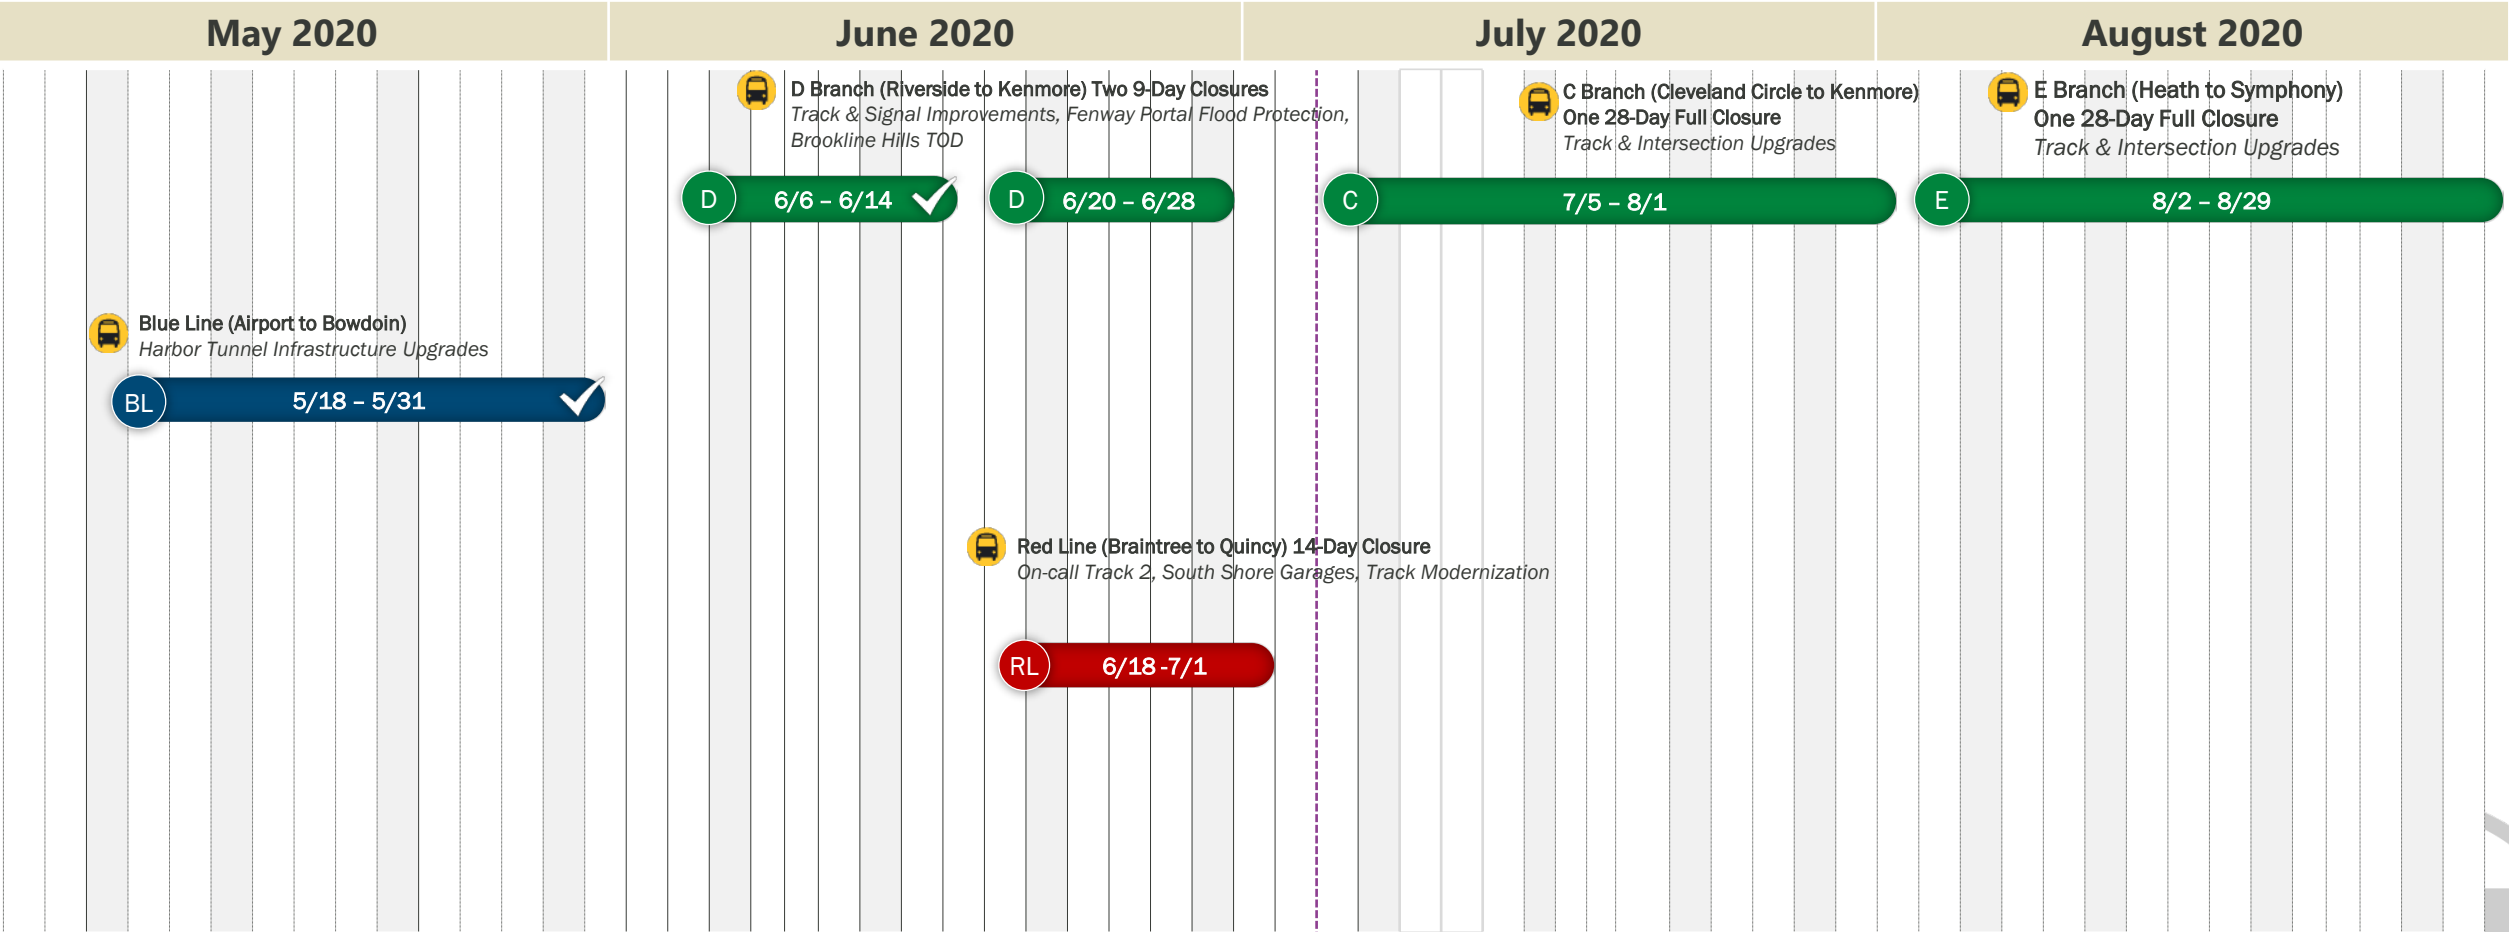 May 2020
June 2020
July 2020
August 2020
D Branch (Riverside to Kenmore) Two 9-Day Closures
Track & Signal Improvements, Fenway Portal Flood Protection,
Brookline Hills TOD
C Branch (Cleveland Circle to Kenmore)
One 28-Day Full Closure
Track & Intersection Upgrades
E Branch (Heath to Symphony)
One 28-Day Full Closure
Track & Intersection Upgrades
D
6/6 – 6/14
D
6/20 – 6/28
C
7/5 – 8/1
E
8/2 – 8/29
Blue Line (Airport to Bowdoin)
Harbor Tunnel Infrastructure Upgrades
BL
5/18 – 5/31
Red Line (Braintree to Quincy) 14-Day Closure
On-call Track 2, South Shore Garages, Track Modernization
RL
6/18 -7/1